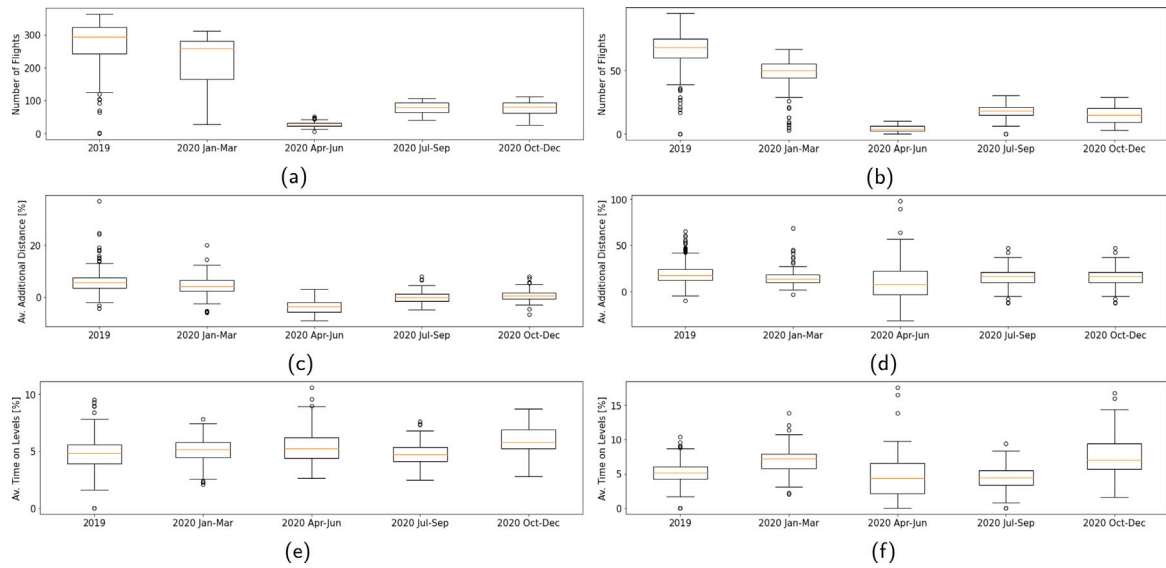 Number of Flights
300
200
100
0
2019
2020 Jan-Mar
2020 Apr-Jun
2020 Jul-Sep
2020 Oct-Dec
(a)
Number of Flights
50
0
2019
2020 Jan-Mar
2020 Apr-Jun
2020 Jul-Sep
2020 Oct-Dec
(b)
Av. Additional Distance [%]
20
0
2019
2020 Jan-Mar
2020 Apr-Jun
2020 Jul-Sep
2020 Oct-Dec
(c)
Av. Additional Distance [%]
100
50
0
2019
2020 Jan-Mar
2020 Apr-Jun
2020 Jul-Sep
2020 Oct-Dec
(d)
Av. Time on Levels [%]
10
5
0
2019
2020 Jan-Mar
2020 Apr-Jun
2020 Jul-Sep
2020 Oct-Dec
(e)
Av. Time on Levels [%]
15
10
5
0
2019
2020 Jan-Mar
2020 Apr-Jun
2020 Jul-Sep
2020 Oct-Dec
(f)